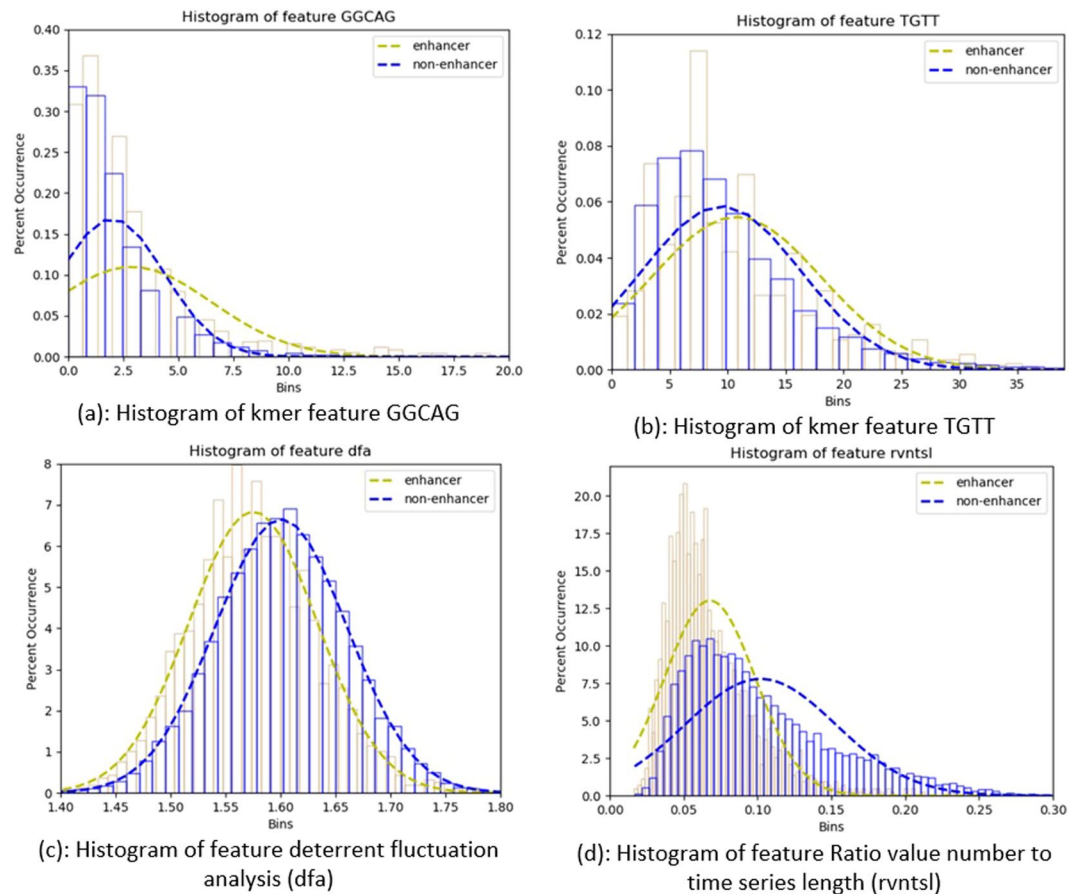 Histogram of feature GGCAG
0.40
0.35
0.30
0.25
0.20
0.15
0.10
0.05
0.00
Percent Occurrence
enhancer
non-enhancer
0.0 2.5 5.0 7.5 10.0 12.5 15.0 17.5 20.0
Bins
(a): Histogram of kmer feature GGCAG
Histogram of feature TGTT
0.12
0.10
0.08
0.06
0.04
0.02
0.00
Percent Occurrence
enhancer
non-enhancer
0 5 10 15 20 25 30 35
Bins
(b): Histogram of kmer feature TGTT
Histogram of feature dfa
8
7
6
5
4
3
2
1
0
Percent Occurrence
enhancer
non-enhancer
1.40 1.45 1.50 1.55 1.60 1.65 1.70 1.75 1.80
Bins
(c): Histogram of feature deterrent fluctuation
analysis (dfa)
Histogram of feature rvntsl
20.0
17.5
15.0
12.5
10.0
7.5
5.0
2.5
0.0
Percent Occurrence
enhancer
non-enhancer
0.00 0.05 0.10 0.15 0.20 0.25 0.30
Bins
(d): Histogram of feature Ratio value number to
time series length (rvntsl)